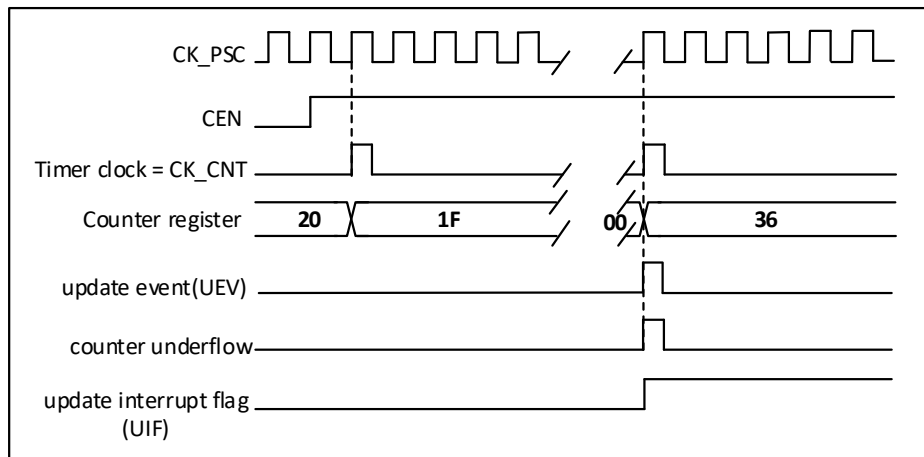 CK_PSC
CEN
Timer clock = CK_CNT
Counter register 20 1F 00 36
update event(UEV)
counter underflow
update interrupt flag
(UIF)